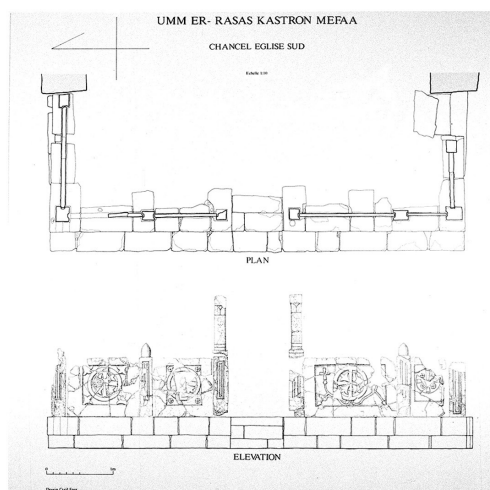 UMM ER- RASAS KASTRON MEFAA
CHANCEL EGLISE SUD
PLAN
ELEVATION